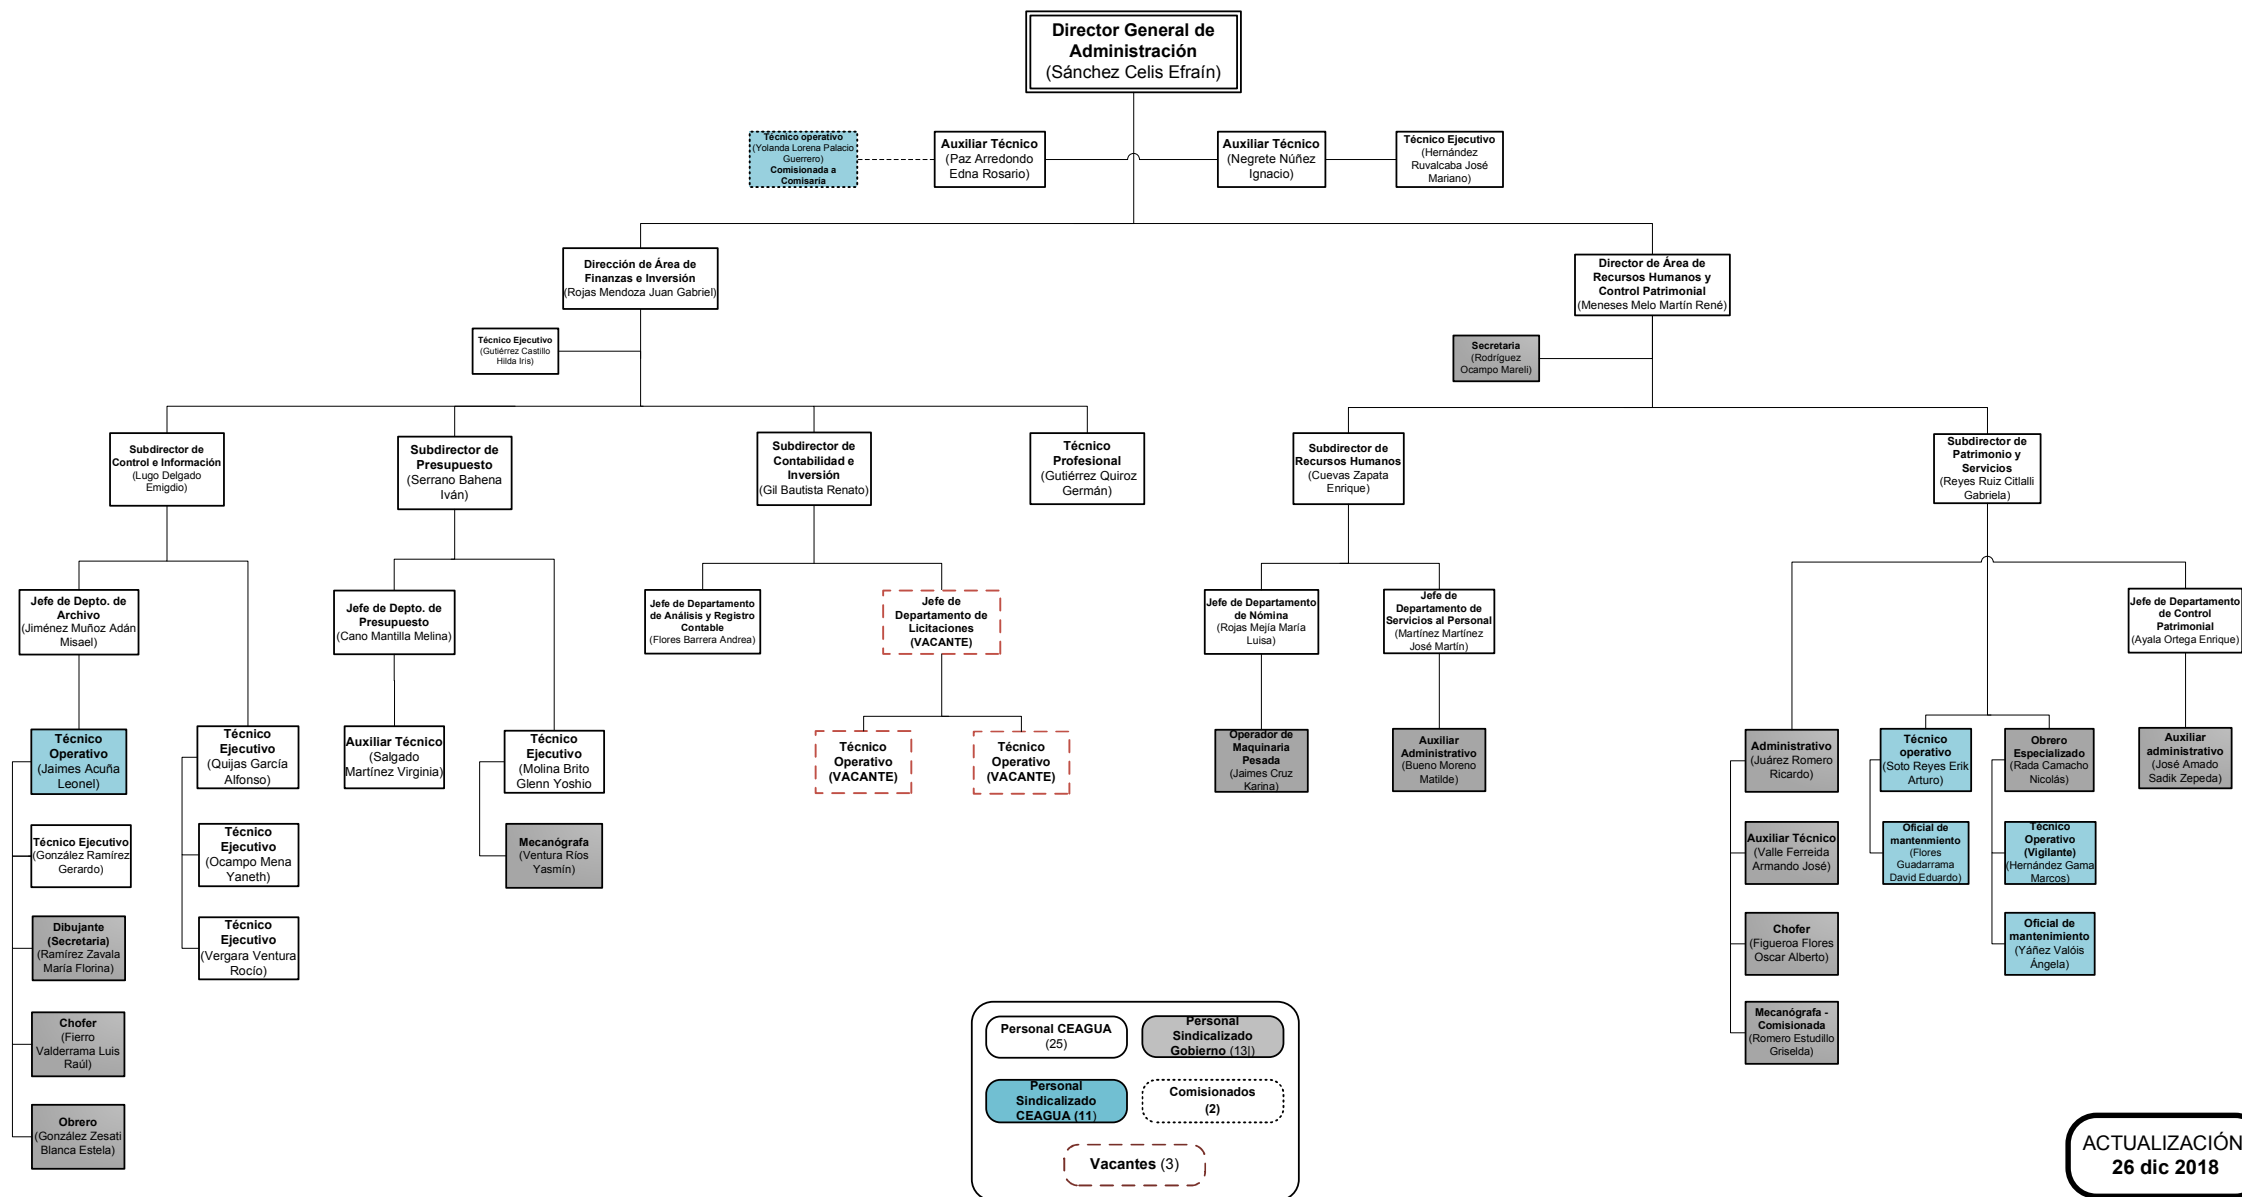 Director General de
Administración
(Sánchez Celis Efraín)
Técnico operativo
(Yolanda Lorena Palacio
Guerrero)
Comisionada a
Comisaría
Auxiliar Técnico
(Paz Arredondo
Edna Rosario)
Auxiliar Técnico
(Negrete Núñez
Ignacio)
Técnico Ejecutivo
(Hernández
Ruvalcaba José
Mariano)
Dirección de Área de
Finanzas e Inversión
(Rojas Mendoza Juan Gabriel)
Director de Área de
Recursos Humanos y
Control Patrimonial
(Meneses Melo Martín René)
Técnico Ejecutivo
(Gutiérrez Castillo
Hilda Iris)
Secretaria
(Rodríguez
Ocampo Mareli)
Subdirector de
Control e Información
(Lugo Delgado
Emigdio)
Subdirector de
Presupuesto
(Serrano Bahena
Iván)
Subdirector de
Contabilidad e
Inversión
(Gil Bautista Renato)
Técnico
Profesional
(Gutiérrez Quiroz
Germán)
Subdirector de
Recursos Humanos
(Cuevas Zapata
Enrique)
Subdirector de
Patrimonio y
Servicios
(Reyes Ruiz Citlalli
Gabriela)
Jefe de Depto. de
Archivo
(Jiménez Muñoz Adán
Misael)
Jefe de Depto. de
Presupuesto
(Cano Mantilla Melina)
Jefe de Departamento
de Análisis y Registro
Contable
(Flores Barrera Andrea)
Jefe de
Departamento de
Licitaciones
(VACANTE)
Jefe de Departamento
de Nómina
(Rojas Mejía María
Luisa)
Jefe de
Departamento de
Servicios al Personal
(Martínez Martínez
José Martín)
Jefe de Departamento
de Control
Patrimonial
(Ayala Ortega Enrique)
Técnico
Operativo
(Jaimes Acuña
Leonel)
Técnico
Ejecutivo
(Quijas García
Alfonso)
Auxiliar Técnico
(Salgado
Martínez Virginia)
Técnico
Ejecutivo
(Molina Brito
Glenn Yoshio
Técnico
Operativo
(VACANTE)
Técnico
Operativo
(VACANTE)
Operador de
Maquinaria
Pesada
(Jaimes Cruz
Karina)
Auxiliar
Administrativo
(Bueno Moreno
Matilde)
Administrativo
(Juárez Romero
Ricardo)
Técnico
operativo
(Soto Reyes Erik
Arturo)
Obrero
Especializado
(Rada Camacho
Nicolás)
Auxiliar
administrativo
(José Amado
Sadik Zepeda)
Técnico Ejecutivo
(González Ramírez
Gerardo)
Técnico
Ejecutivo
(Ocampo Mena
Yaneth)
Mecanógrafa
(Ventura Ríos
Yasmín)
Auxiliar Técnico
(Valle Ferreida
Armando José)
Oficial de
mantenmiento
(Flores
Guadarrama
David Eduardo)
Técnico
Operativo
(Vigilante)
(Hernández Gama
Marcos)
Dibujante
(Secretaria)
(Ramírez Zavala
María Florina)
Técnico
Ejecutivo
(Vergara Ventura
Rocío)
Chofer
(Figueroa Flores
Oscar Alberto)
Oficial de
mantenimiento
(Yáñez Valóis
Ángela)
Chofer
(Fierro
Valderrama Luis
Raúl)
Mecanógrafa -
Comisionada
(Romero Estudillo
Griselda)
Obrero
(González Zesati
Blanca Estela)
Personal CEAGUA
(25)
Personal
Sindicalizado
Gobierno (13|)
Personal
Sindicalizado
CEAGUA (11)
Comisionados
(2)
Vacantes (3)
ACTUALIZACIÓN
26 dic 2018